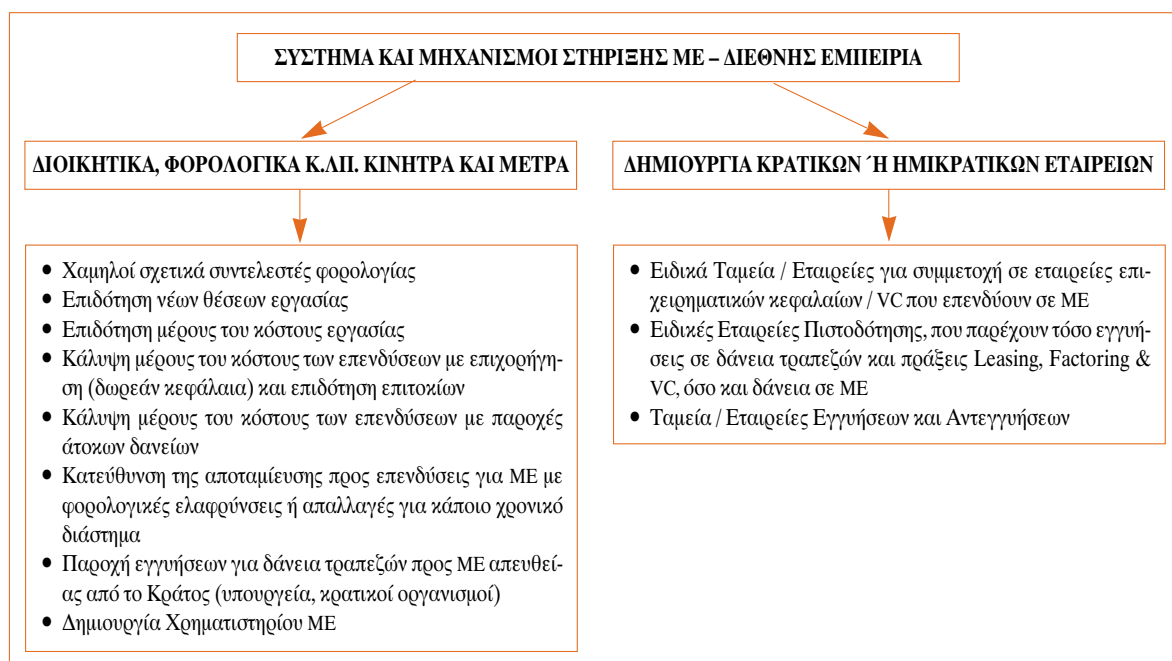 ΣΥΣΤΗΜΑ ΚΑΙ ΜΗΧΑΝΙΣΜΟΙ ΣΤΗΡΙΞΗΣ ΜΕ – ΔΙΕΘΝΗΣ ΕΜΠΕΙΡΙΑ
ΔΙΟΙΚΗΤΙΚΑ, ΦΟΡΟΛΟΓΙΚΑ Κ.ΛΠ. ΚΙΝΗΤΡΑ ΚΑΙ ΜΕΤΡΑ
• Χαμηλοί σχετικά συντελεστές φορολογίας
• Επιδότηση νέων θέσεων εργασίας
• Επιδότηση μέρους του κόστους εργασίας
• Κάλυψη μέρους του κόστους των επενδύσεων με επιχορήγη-
ση (δωρεάν κεφάλαια) και επιδότηση επιτοκίων
• Κάλυψη μέρους του κόστους των επενδύσεων με παροχές
άτοκων δανείων
• Κατεύθυνση της αποταμίευσης προς επενδύσεις για ΜΕ με
φορολογικές ελαφρύνσεις ή απαλλαγές για κάποιο χρονικό
διάστημα
• Παροχή εγγυήσεων για δάνεια τραπεζών προς ΜΕ απευθεί-
ας από το Κράτος (υπουργεία, κρατικοί οργανισμοί)
• Δημιουργία Χρηματιστηρίου ΜΕ
ΔΗΜΙΟΥΡΓΙΑ ΚΡΑΤΙΚΩΝ ΄Η ΗΜΙΚΡΑΤΙΚΩΝ ΕΤΑΙΡΕΙΩΝ
• Ειδικά Ταμεία / Εταιρείες για συμμετοχή σε εταιρείες επι-
χειρηματικών κεφαλαίων / VC που επενδύουν σε ΜΕ
• Ειδικές Εταιρείες Πιστοδότησης, που παρέχουν τόσο εγγυή-
σεις σε δάνεια τραπεζών και πράξεις Leasing, Factoring &
VC, όσο και δάνεια σε ΜΕ
• Ταμεία / Εταιρείες Εγγυήσεων και Αντεγγυήσεων